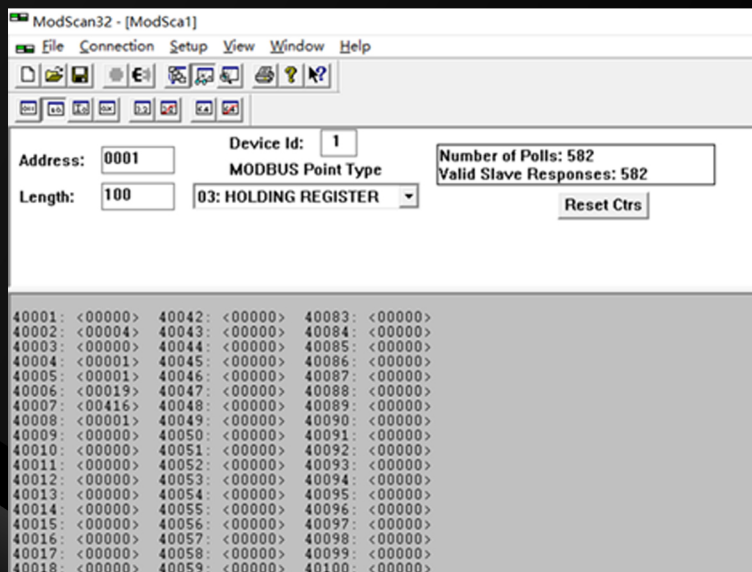 ModScan32 - [ModSca1]
File Connection Setup View Window Help
Address: 0001
Device Id: 1
MODBUS Point Type
Length: 100
03: HOLDING REGISTER
Number of Polls: 582
Valid Slave Responses: 582
Reset Ctrs
40001: <00000> 40042: <00000> 40083: <00000>
40002: <00004> 40043: <00000> 40084: <00000>
40003: <00000> 40044: <00000> 40085: <00000>
40004: <00001> 40045: <00000> 40086: <00000>
40005: <00001> 40046: <00000> 40087: <00000>
40006: <00019> 40047: <00000> 40088: <00000>
40007: <00416> 40048: <00000> 40089: <00000>
40008: <00001> 40049: <00000> 40090: <00000>
40009: <00000> 40050: <00000> 40091: <00000>
40010: <00000> 40051: <00000> 40092: <00000>
40011: <00000> 40052: <00000> 40093: <00000>
40012: <00000> 40053: <00000> 40094: <00000>
40013: <00000> 40054: <00000> 40095: <00000>
40014: <00000> 40055: <00000> 40096: <00000>
40015: <00000> 40056: <00000> 40097: <00000>
40016: <00000> 40057: <00000> 40098: <00000>
40017: <00000> 40058: <00000> 40099: <00000>
40018: <00000> 40059: <00000> 40100: <00000>